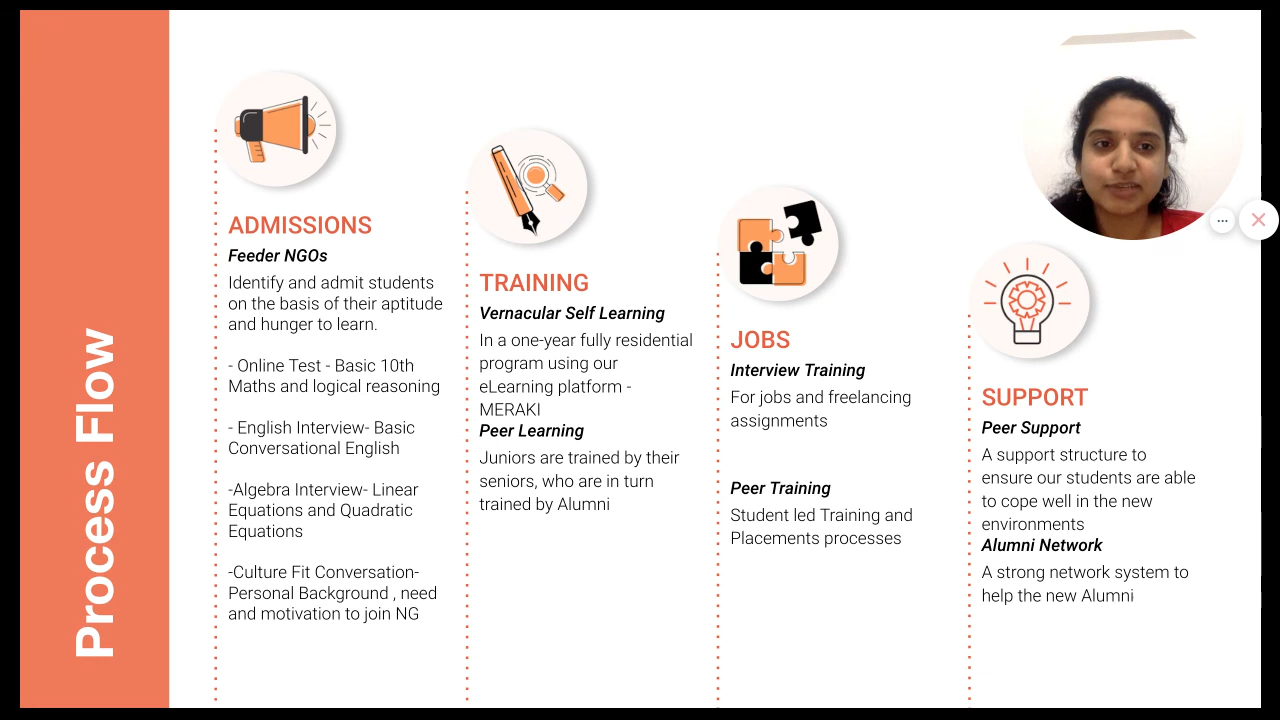 Process Flow
ADMISSIONS
Feeder NGOs
Identify and admit students
on the basis of their aptitude
and hunger to learn.
- Online Test - Basic 10th
Maths and logical reasoning
- English Interview- Basic
Conversational English
-Algebra Interview- Linear
Equations and Quadratic
Equations
-Culture Fit Conversation-
Personal Background , need
and motivation to join NG
TRAINING
Vernacular Self Learning
In a one-year fully residential
program using our
eLearning platform -
MERAKI
Peer Learning
Juniors are trained by their
seniors, who are in turn
trained by Alumni
JOBS
Interview Training
For jobs and freelancing
assignments
Peer Training
Student led Training and
Placements processes
SUPPORT
Peer Support
A support structure to
ensure our students are able
to cope well in the new
environments
Alumni Network
A strong network system to
help the new Alumni